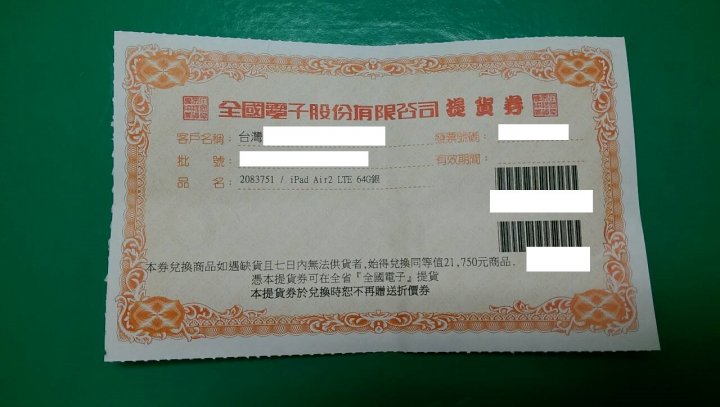 全國電子股份有限公司 提貨券
客戶名稱：台灣
發票號碼：
批　號：
有效期間：
品　名：2083751 / iPad Air2 LTE 64G銀
本券兌換商品如遇缺貨且七日內無法供貨者,始得兌換同等值21,750元商品.
憑本提貨券可在全省『全國電子』提貨
本提貨券於兌換時恕不再贈送折價券